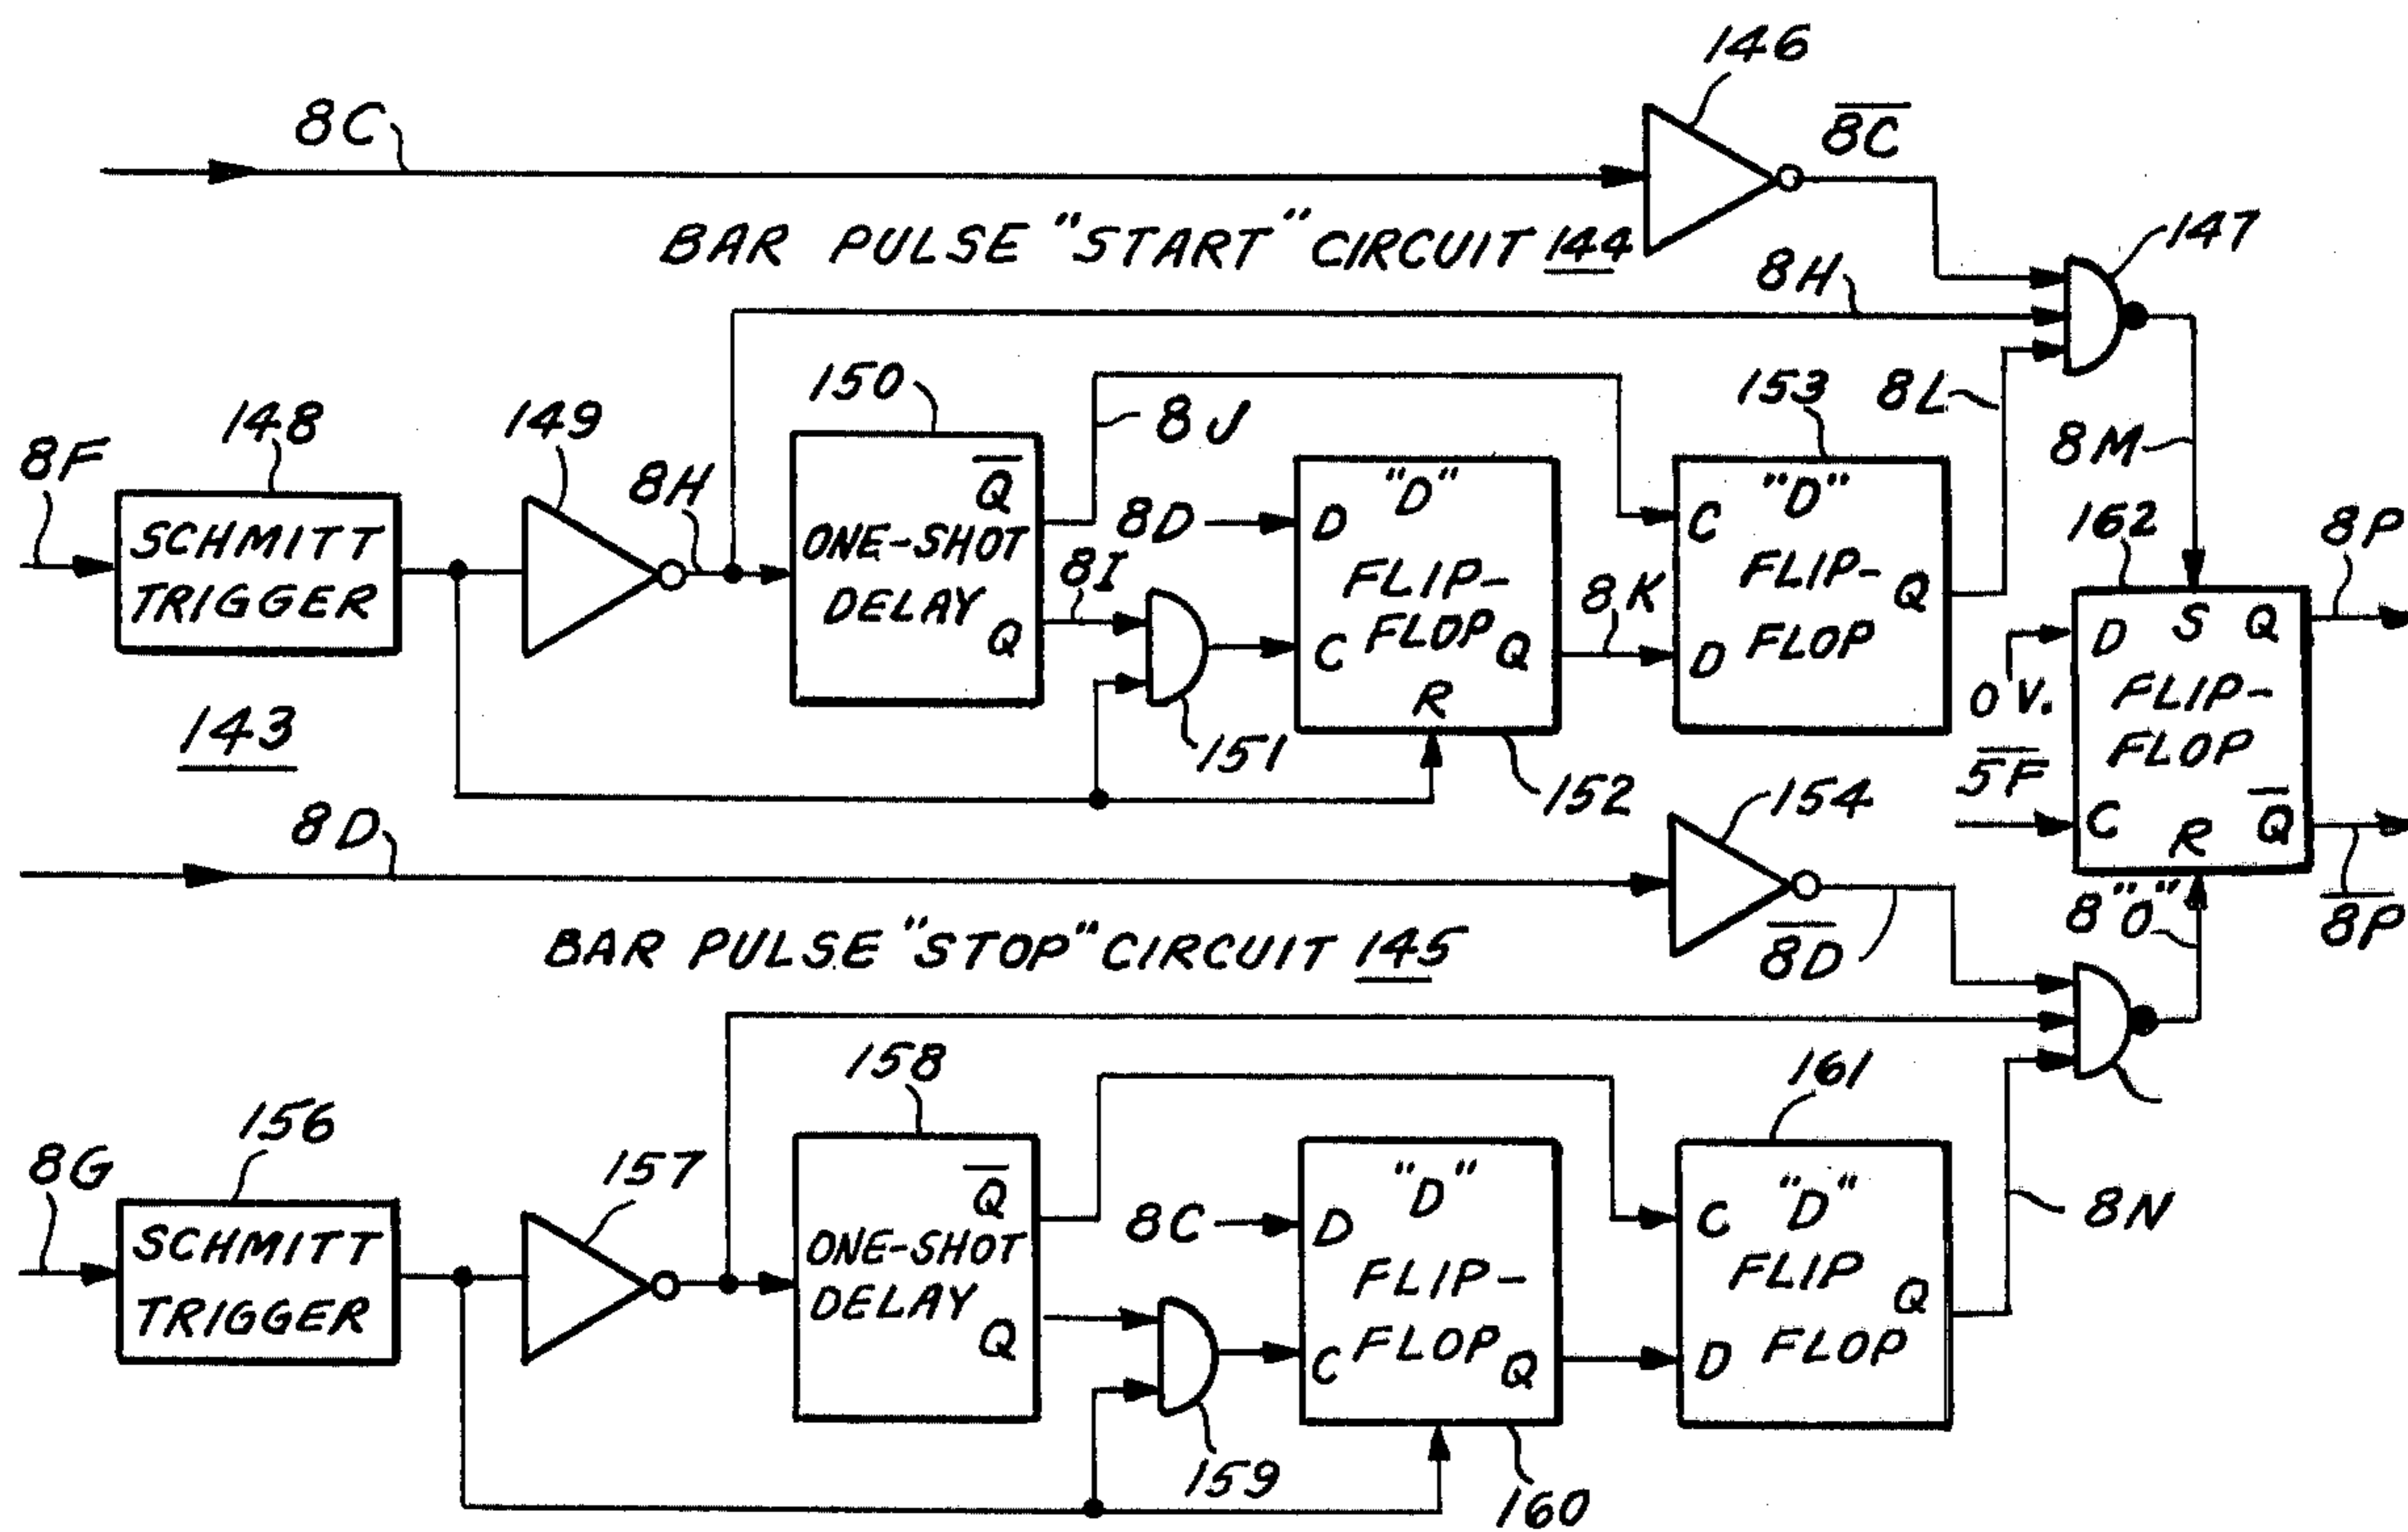 146
8C
8C
BAR PULSE "START" CIRCUIT 144
147
8H
150
8J
153
8L
148
149
8F
8H
8M
SCHMITT
TRIGGER
Q
ONE-SHOT
DELAY
Q
8D
8I
D "D"
FLIP-
FLOP
C
Q
R
8K
C "D"
FLIP-
FLOP
Q
D
162
8P
D S Q
FLIP-
FLOP
C R Q
0 V.
5F
143
151
152
154
8D
8"O"
8P
BAR PULSE "STOP" CIRCUIT 145
8D
158
161
156
157
8G
SCHMITT
TRIGGER
Q
ONE-SHOT
DELAY
Q
8C
D "D"
FLIP-
FLOP
C
Q
C "D"
FLIP
FLOP
Q
D
8N
159
160